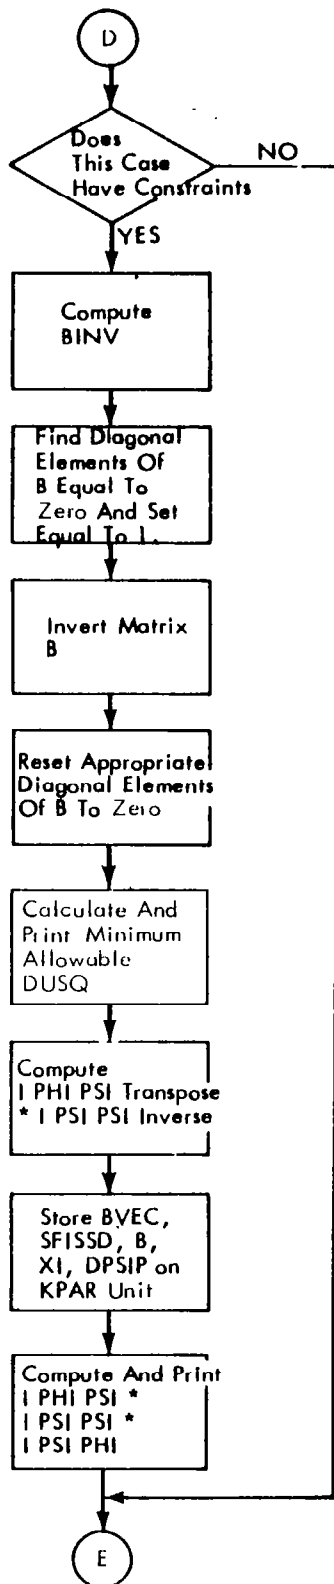 D
Does
This Case
Have Constraints
NO
YES
Compute
BINV
Find Diagonal
Elements Of
B Equal To
Zero And Set
Equal To 1.
Invert Matrix
B
Reset Appropriate
Diagonal Elements
Of B To Zero
Calculate And
Print Minimum
Allowable
DUSQ
Compute
I PHI PSI Transpose
* I PSI PSI Inverse
Store BVEC,
SFISSD, B,
XI, DPSIP on
KPAR Unit
Compute And Print
I PHI PSI *
I PSI PSI *
I PSI PHI
E